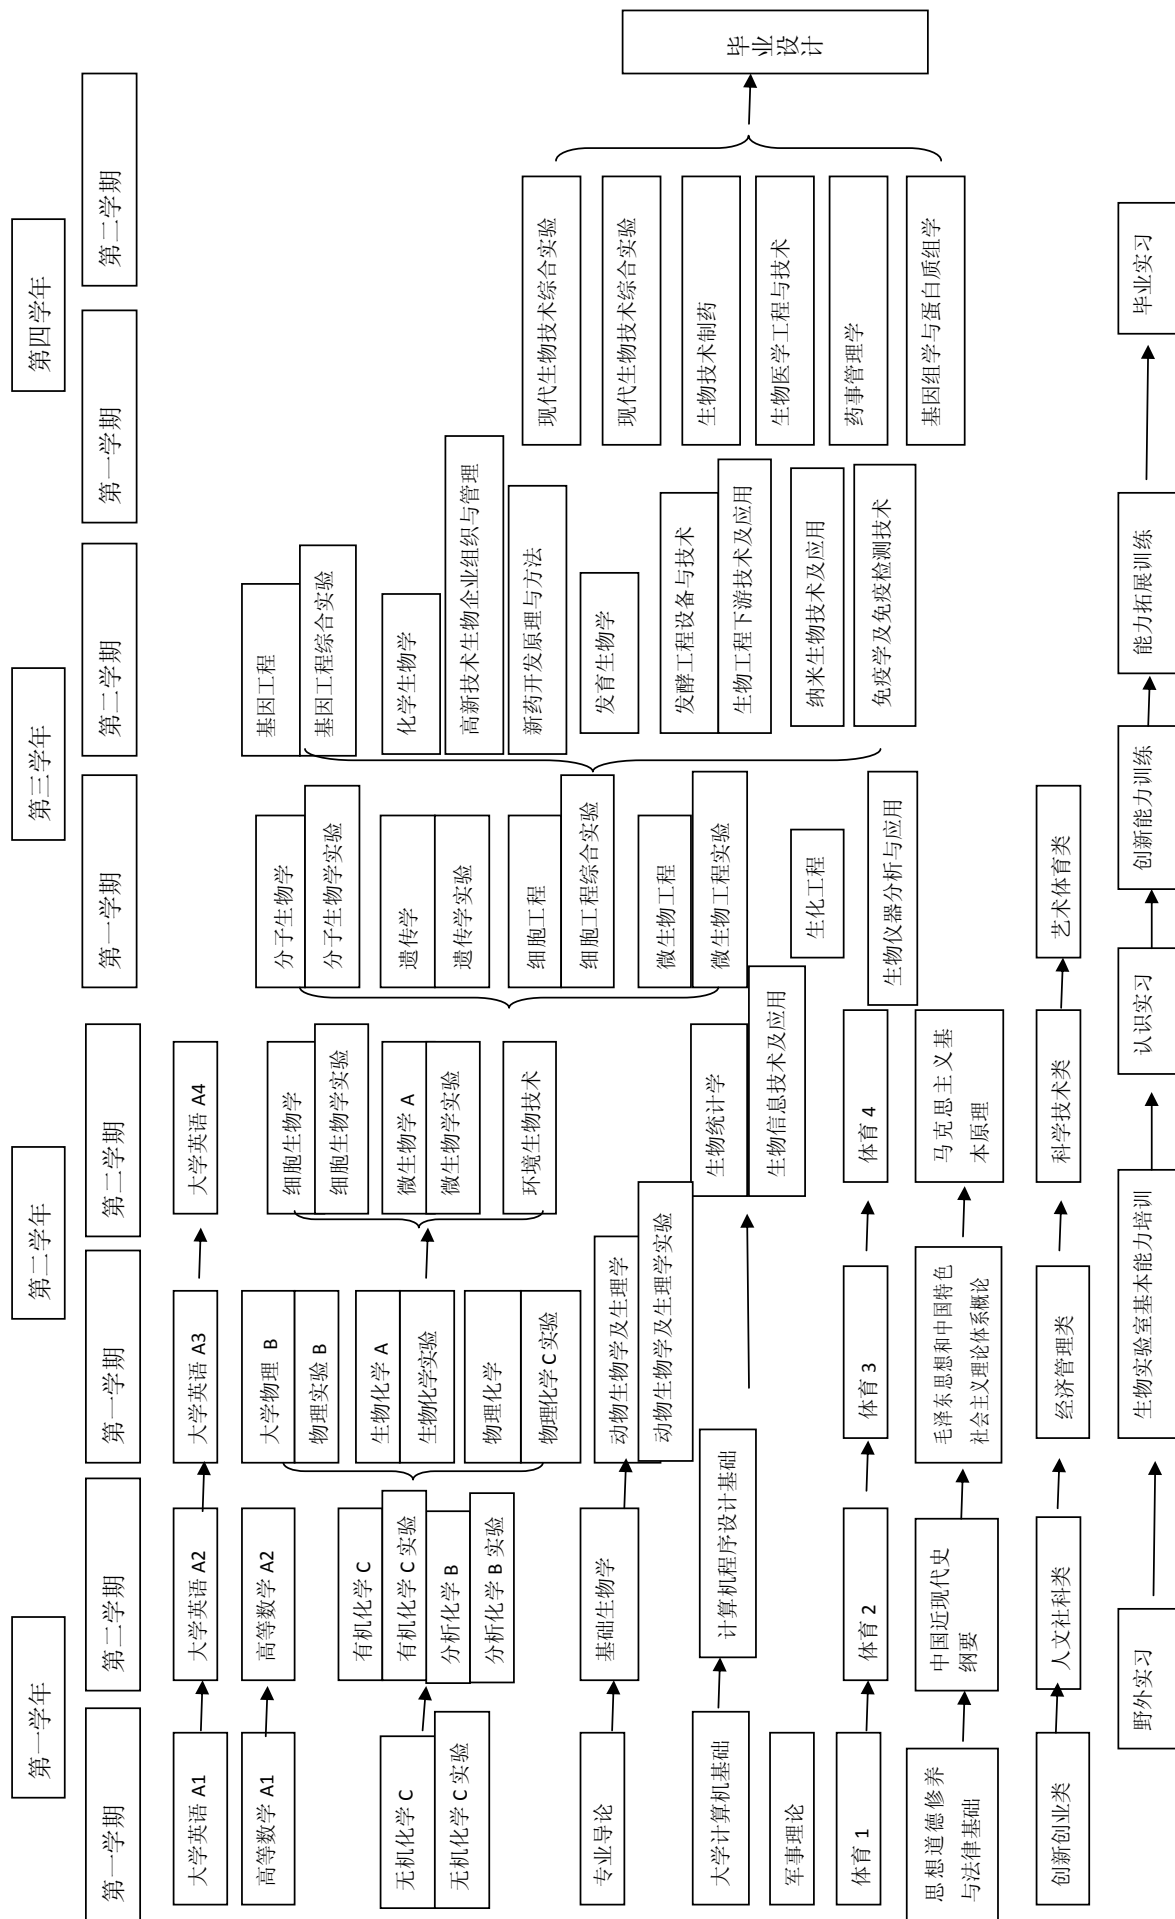 第一学年
第二学年
第三学年
第四学年
第一学期
第二学期
第一学期
第二学期
第一学期
第二学期
第一学期
第二学期
大学英语 A1
大学英语 A2
大学英语 A3
大学英语 A4
高等数学 A1
高等数学 A2
大学物理 B
物理实验 B
无机化学 C
无机化学 C 实验
有机化学 C
有机化学 C 实验
分析化学 B
分析化学 B 实验
生物化学 A
生物化学实验
物理化学
物理化学 C 实验
细胞生物学
细胞生物学实验
微生物学 A
微生物学实验
环境生物技术
分子生物学
分子生物学实验
遗传学
遗传学实验
细胞工程
细胞工程综合实验
微生物工程
微生物工程实验
生化工程
生物仪器分析与应用
基因工程
基因工程综合实验
化学生物学
高新技术生物企业组织与管理
新药开发原理与方法
发育生物学
发酵工程设备与技术
生物工程下游技术及应用
纳米生物技术及应用
免疫学及免疫检测技术
现代生物技术综合实验
现代生物技术综合实验
生物技术制药
生物医学工程与技术
药事管理学
基因组学与蛋白质组学
毕业设计
专业导论
基础生物学
动物生物学及生理学
动物生物学及生理学实验
大学计算机基础
计算机程序设计基础
生物统计学
生物信息技术及应用
军事理论
体育 1
体育 2
体育 3
体育 4
思想道德修养
与法律基础
中国近现代史
纲要
毛泽东思想和中国特色
社会主义理论体系概论
马克思主义基
本原理
创新创业类
人文社科类
经济管理类
科学技术类
艺术体育类
野外实习
生物实验室基本能力培训
认识实习
创新能力训练
能力拓展训练
毕业实习